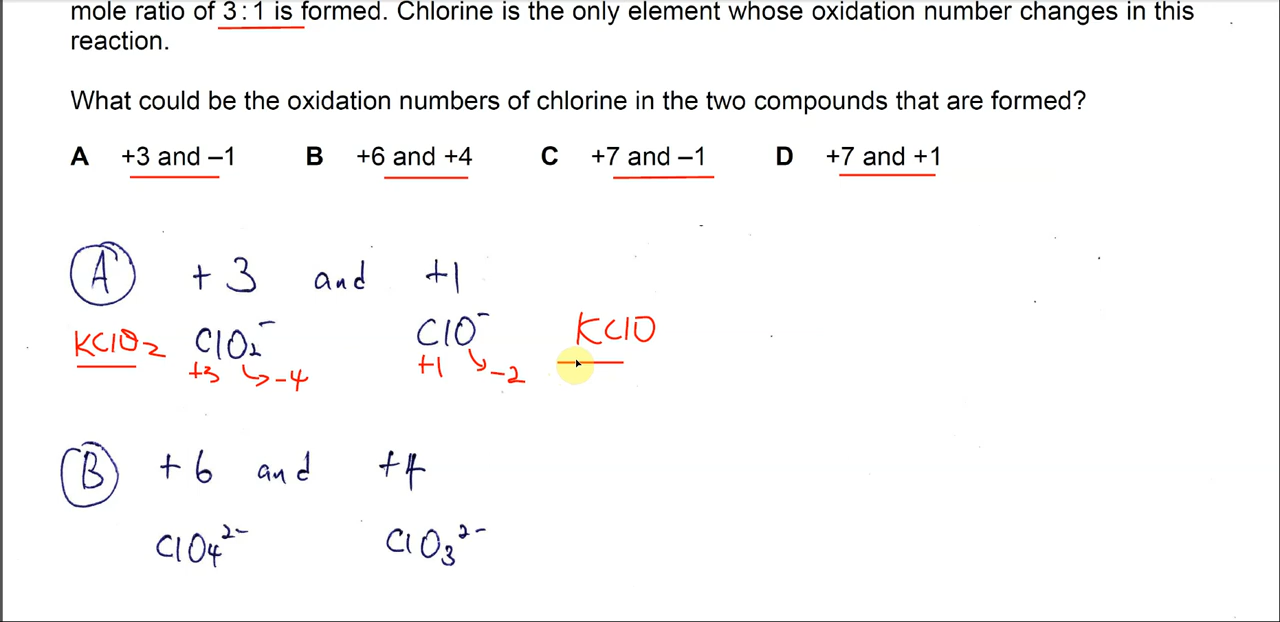 mole ratio of 3 : 1 is formed. Chlorine is the only element whose oxidation number changes in this
reaction.
What could be the oxidation numbers of chlorine in the two compounds that are formed?
A +3 and –1 B +6 and +4 C +7 and –1 D +7 and +1
A +3 and +1
KClO₂ ClO₂⁻ ClO⁻ KClO
+3 → -4 +1 → -2
B +6 and +4
ClO₄²⁻ ClO₃²⁻